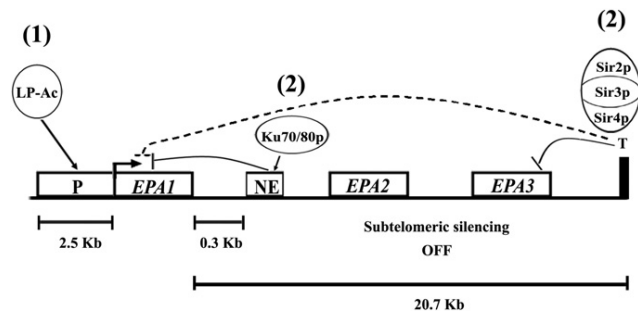 (1)
(2)
LP-Ac
(2)
Sir2p
Sir3p
Sir4p
Ku70/80p
T
P
EPA1
NE
EPA2
EPA3
2.5 Kb
0.3 Kb
Subtelomeric silencing
OFF
20.7 Kb